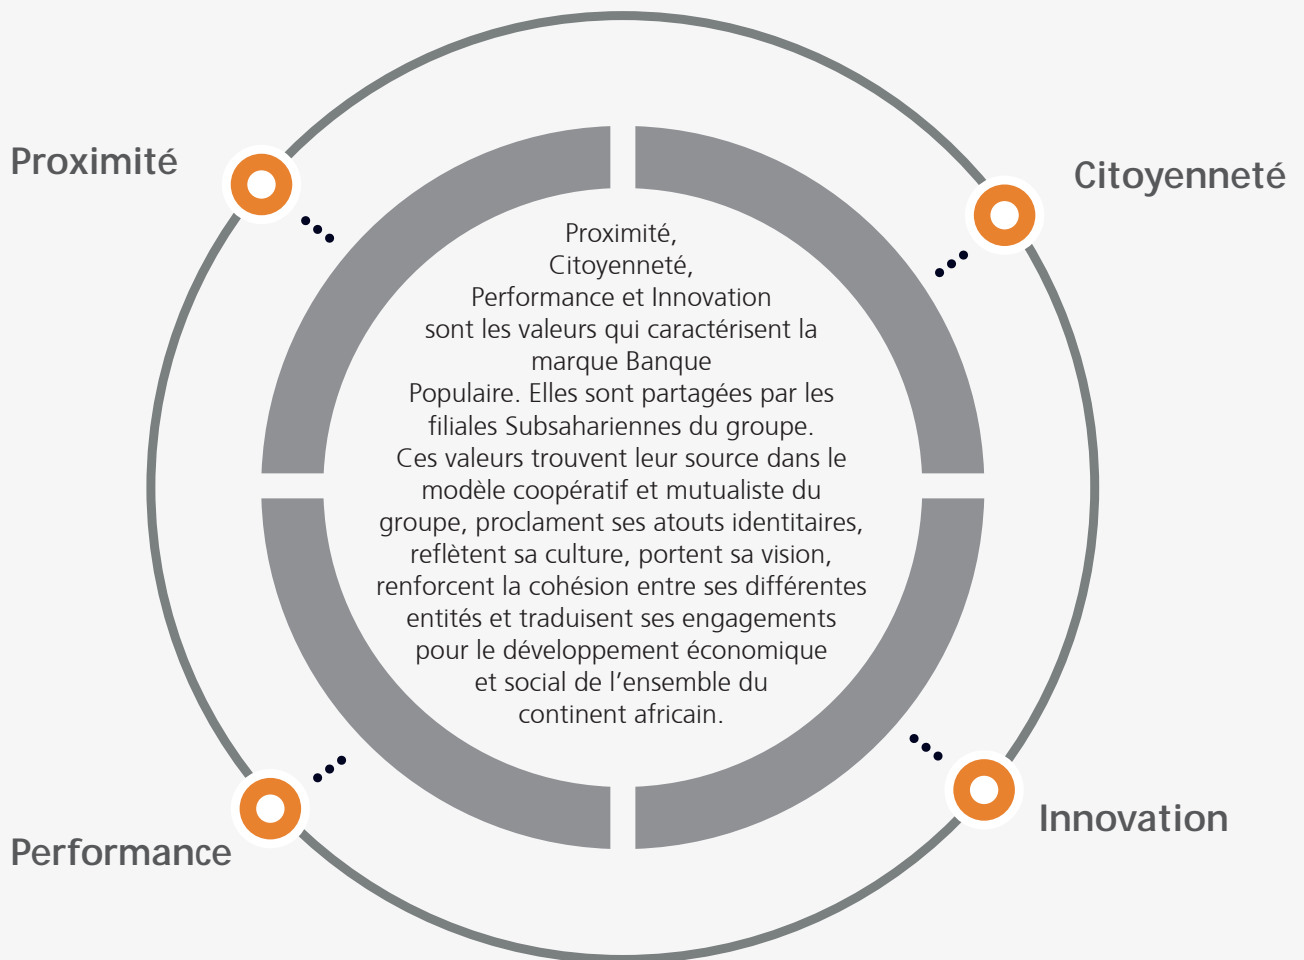 Proximité
Citoyenneté
Proximité,
Citoyenneté,
Performance et Innovation
sont les valeurs qui caractérisent la
marque Banque
Populaire. Elles sont partagées par les
filiales Subsahariennes du groupe.
Ces valeurs trouvent leur source dans le
modèle coopératif et mutualiste du
groupe, proclament ses atouts identitaires,
reflètent sa culture, portent sa vision,
renforcent la cohésion entre ses différentes
entités et traduisent ses engagements
pour le développement économique
et social de l'ensemble du
continent africain.
Performance
Innovation